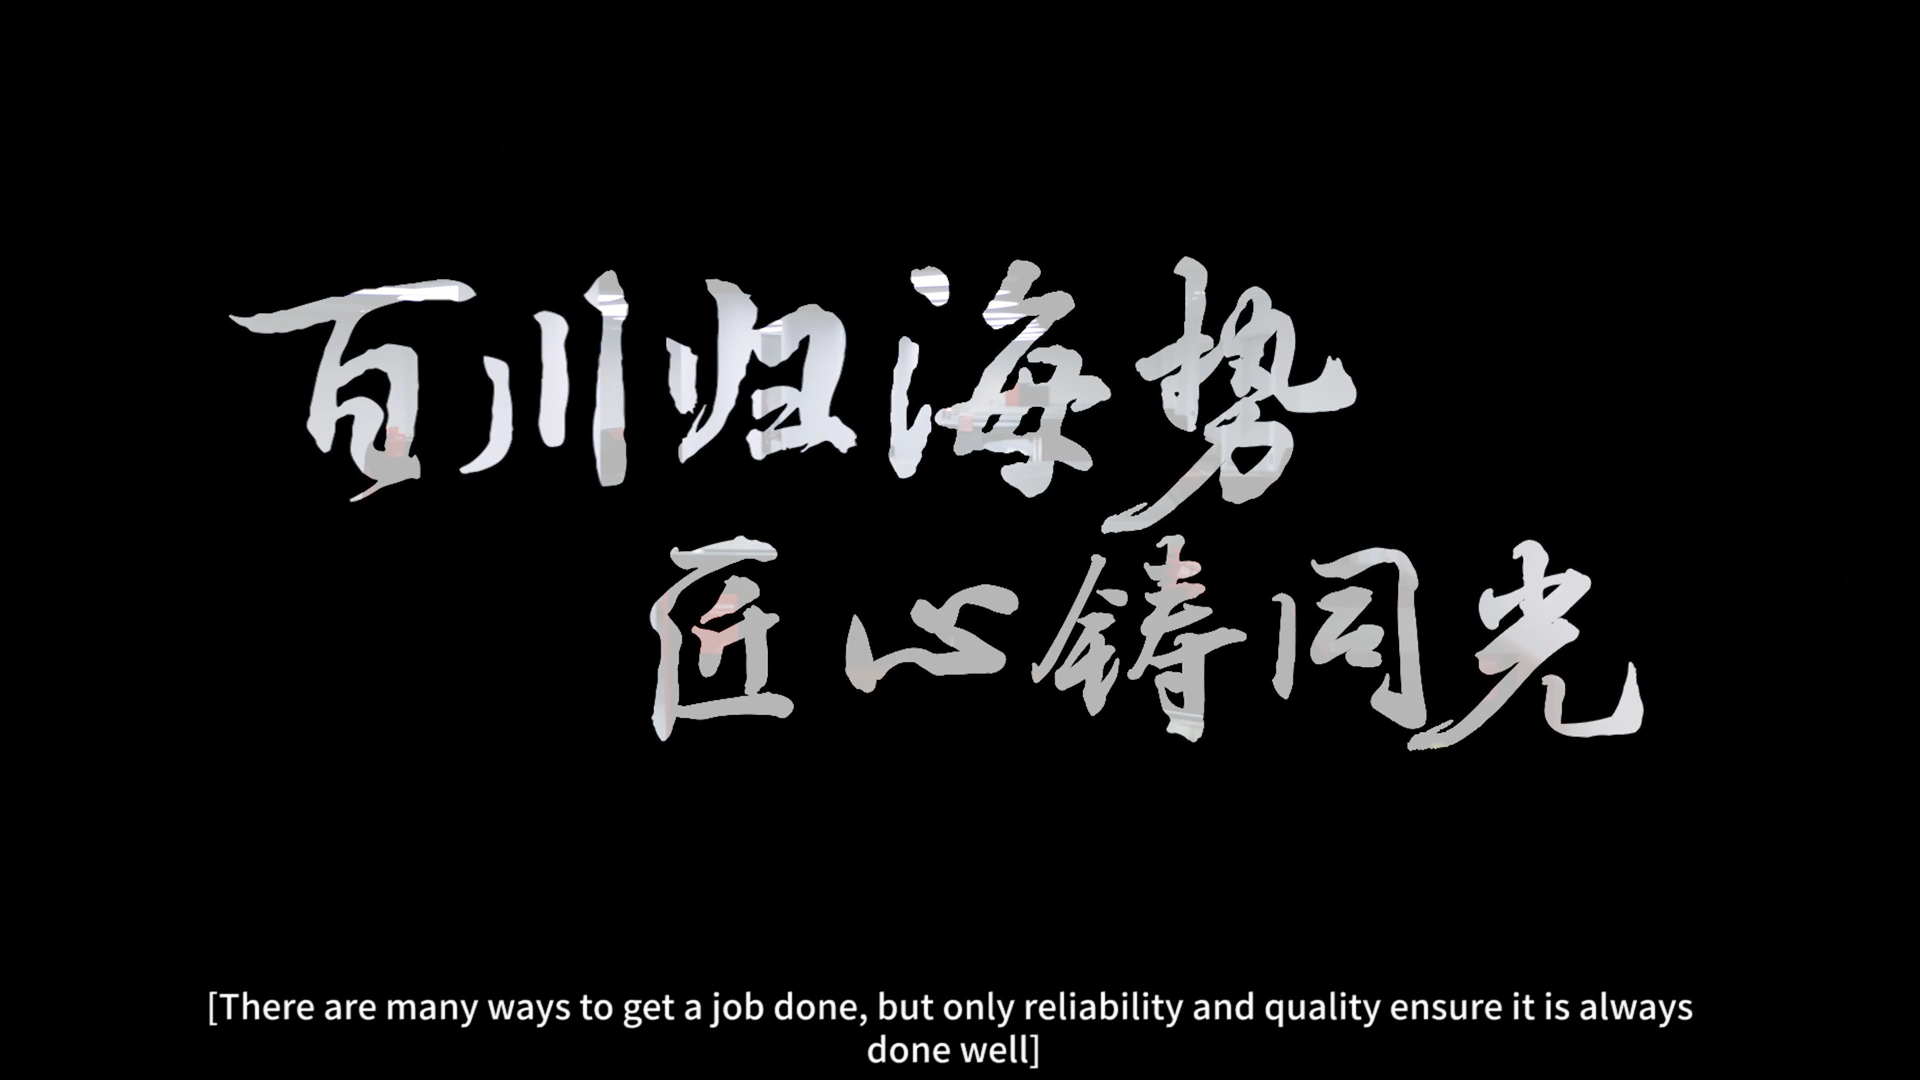 百川归海势
匠心铸同光
[There are many ways to get a job done, but only reliability and quality ensure it is always
done well]